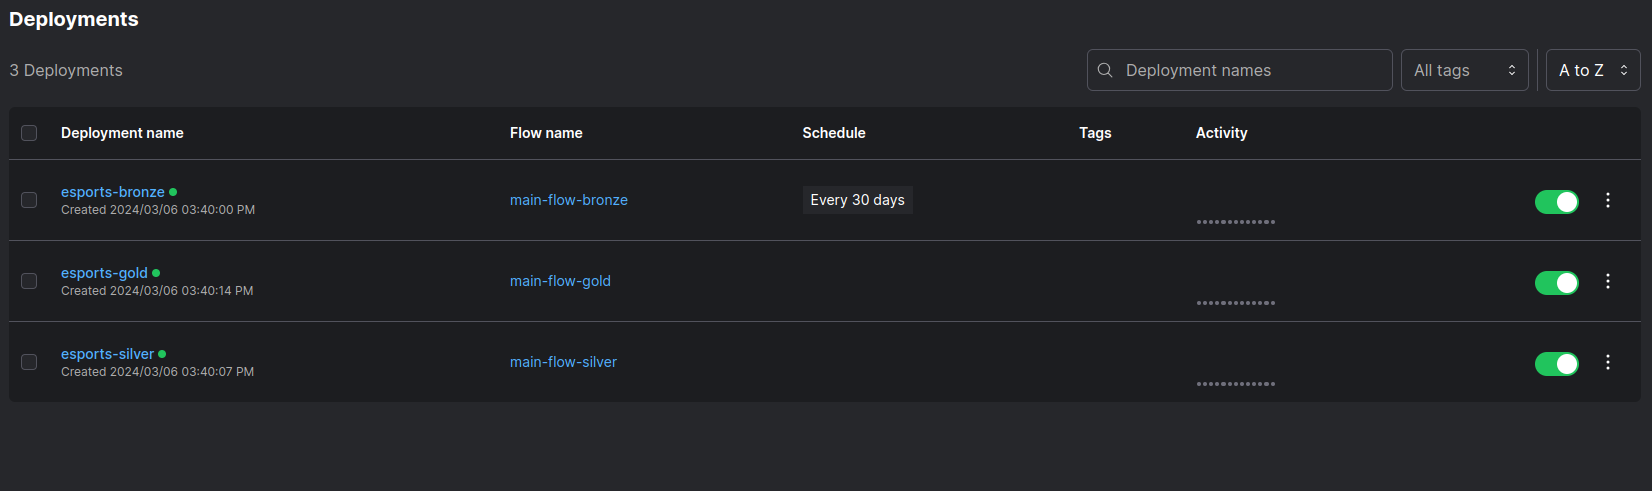 Deployments
3 Deployments
Deployment names
All tags
A to Z
Deployment name Flow name Schedule Tags Activity
esports-bronze main-flow-bronze Every 30 days
Created 2024/03/06 03:40:00 PM
esports-gold main-flow-gold
Created 2024/03/06 03:40:14 PM
esports-silver main-flow-silver
Created 2024/03/06 03:40:07 PM